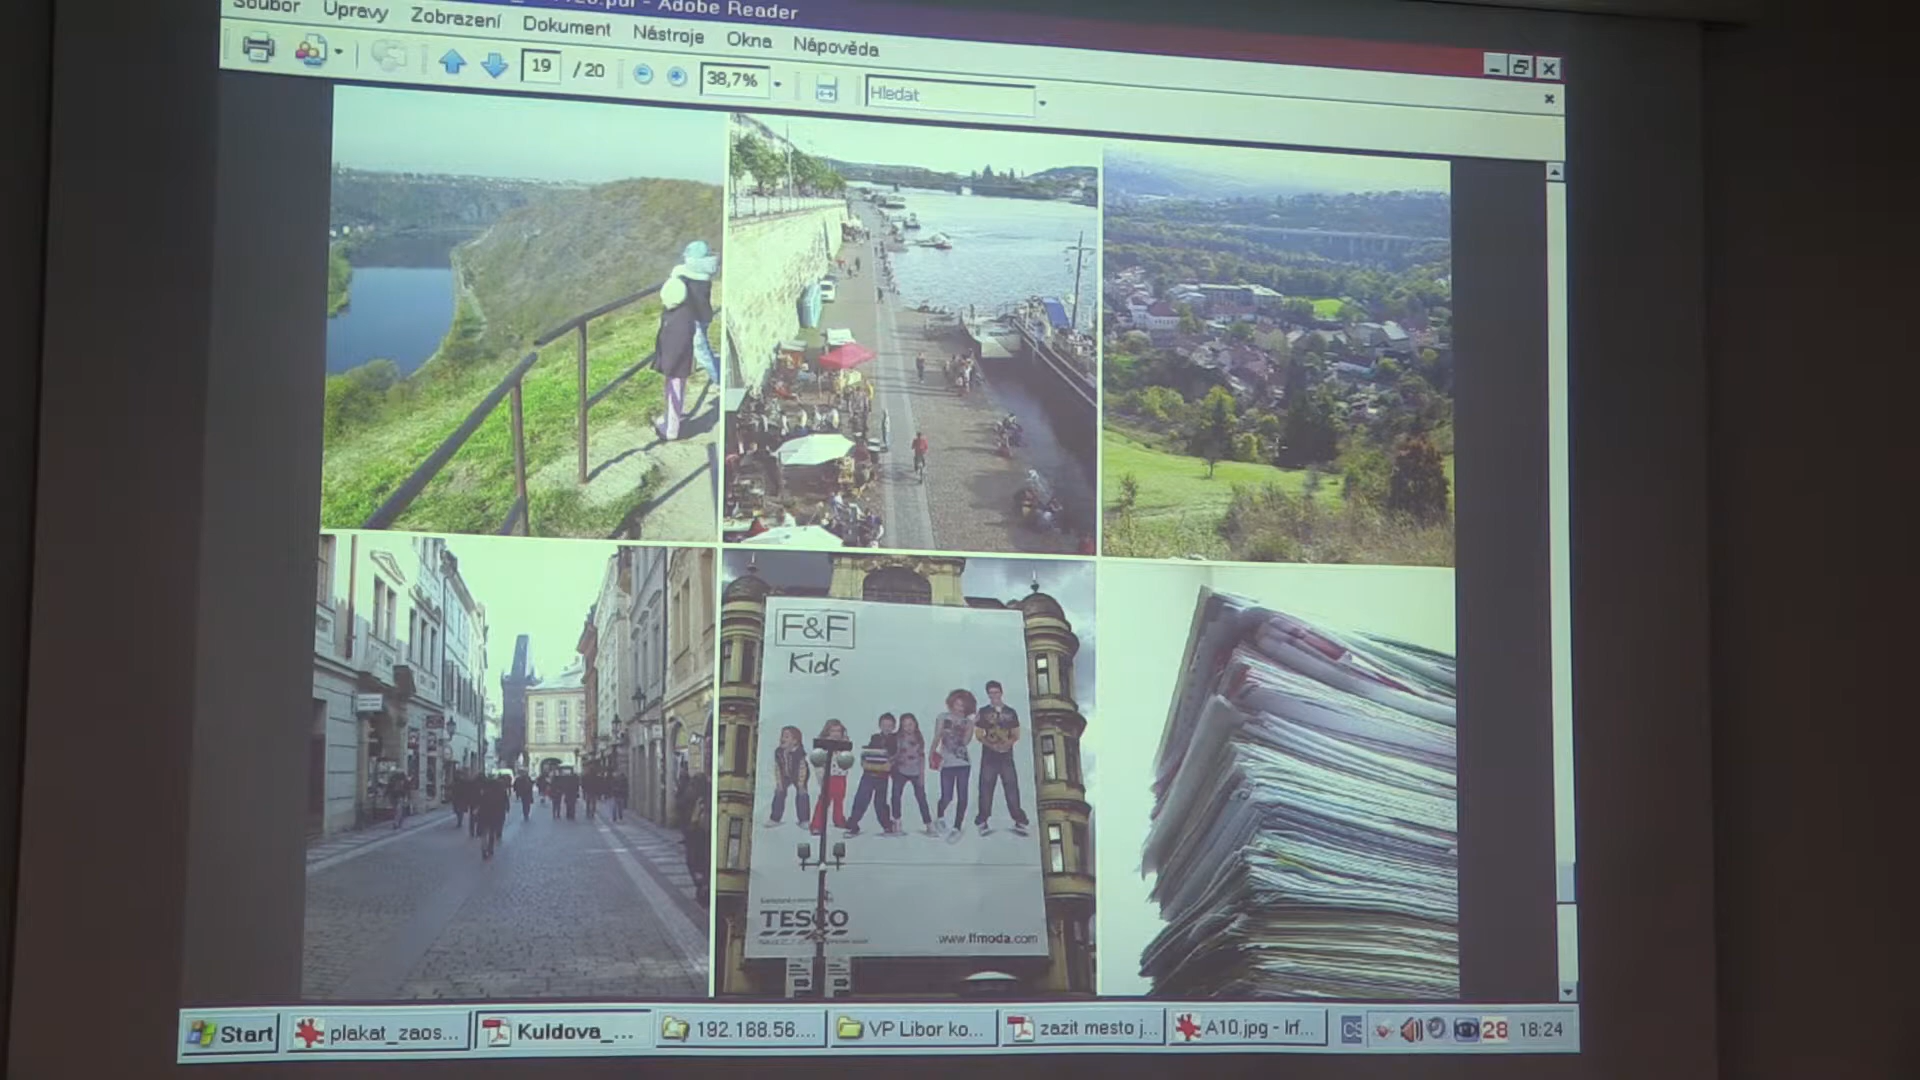 - Adobe Reader
Soubor Úpravy Zobrazení Dokument Nástroje Okna Nápověda
19 / 20 38,7% Hledat
F&F
Kids
TESCO
www.ffmoda.com
Start plakat_zaos... Kuldova_... 192.168.56.... VP Libor ko... zazit mesto j... A10.jpg - Irf... CS 28 18:24